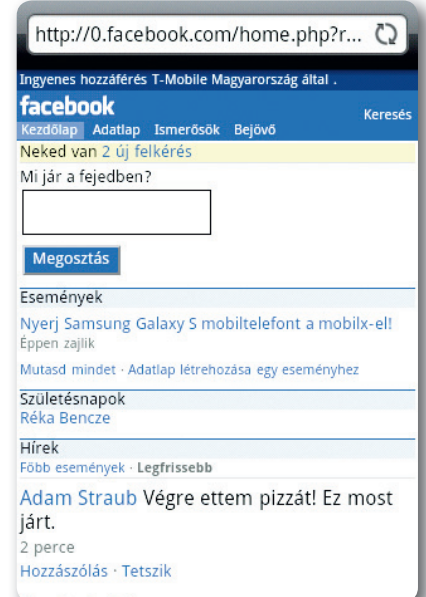 http://0.facebook.com/home.php?r...
Ingyenes hozzáférés T-Mobile Magyarország által .
facebook
Keresés
Kezdőlap Adatlap Ismerősök Bejövő
Neked van 2 új felkérés
Mi jár a fejedben?
Megosztás
Események
Nyerj Samsung Galaxy S mobiltelefont a mobilx-el!
Éppen zajlik
Mutasd mindet · Adatlap létrehozása egy eseményhez
Születésnapok
Réka Bencze
Hírek
Főbb események · Legfrissebb
Adam Straub Végre ettem pizzát! Ez most
járt.
2 perce
Hozzászólás · Tetszik